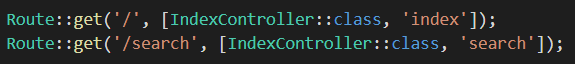 Route::get('/', [IndexController::class, 'index']);
Route::get('/search', [IndexController::class, 'search']);